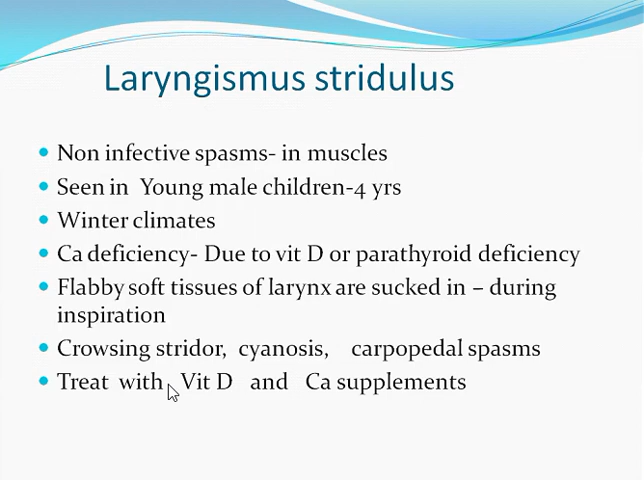 Laryngismus stridulus
Non infective spasms- in muscles
Seen in Young male children-4 yrs
Winter climates
Ca deficiency- Due to vit D or parathyroid deficiency
Flabby soft tissues of larynx are sucked in – during
inspiration
Crowsing stridor, cyanosis, carpopedal spasms
Treat with Vit D and Ca supplements